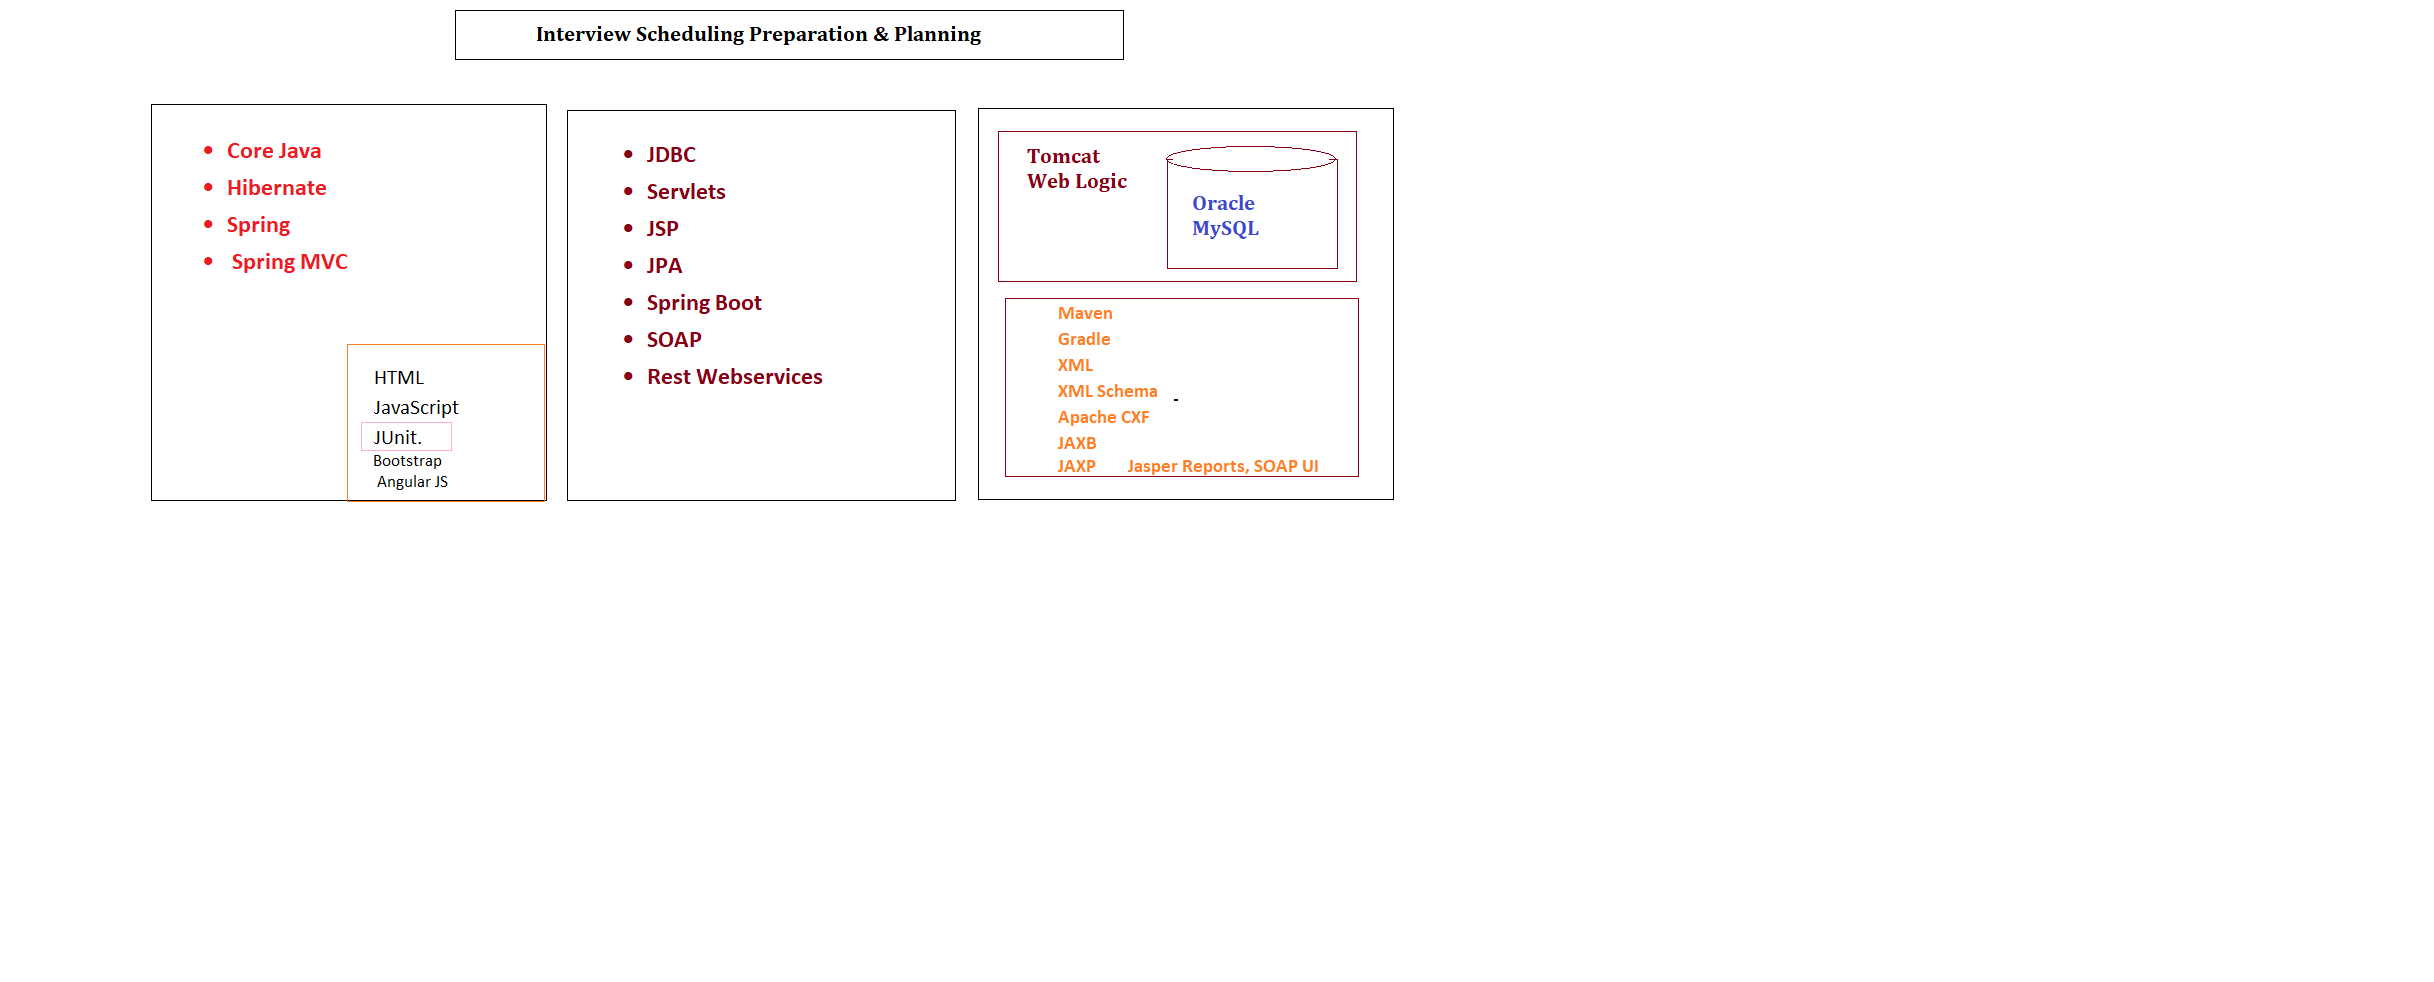 Interview Scheduling Preparation & Planning
• Core Java
• Hibernate
• Spring
• Spring MVC
HTML
JavaScript
JUnit.
Bootstrap
Angular JS
• JDBC
• Servlets
• JSP
• JPA
• Spring Boot
• SOAP
• Rest Webservices
Tomcat
Web Logic
Oracle
MySQL
Maven
Gradle
XML
XML Schema -
Apache CXF
JAXB
JAXP Jasper Reports, SOAP UI